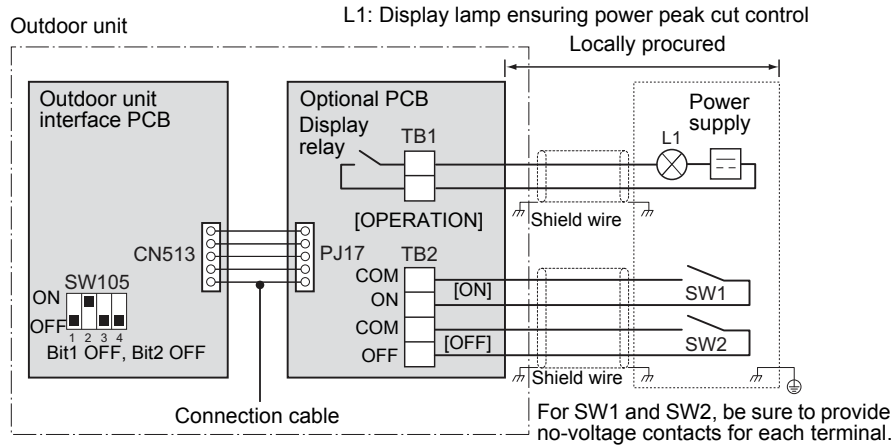 L1: Display lamp ensuring power peak cut control
Outdoor unit
Locally procured
Outdoor unit
interface PCB
Optional PCB
Display
relay
TB1
Power
supply
L1
[OPERATION]
Shield wire
CN513
PJ17
TB2
SW105
ON
OFF
1 2 3 4
Bit1 OFF, Bit2 OFF
COM
ON
[ON]
SW1
COM
OFF
[OFF]
SW2
Shield wire
Connection cable
For SW1 and SW2, be sure to provide
no-voltage contacts for each terminal.